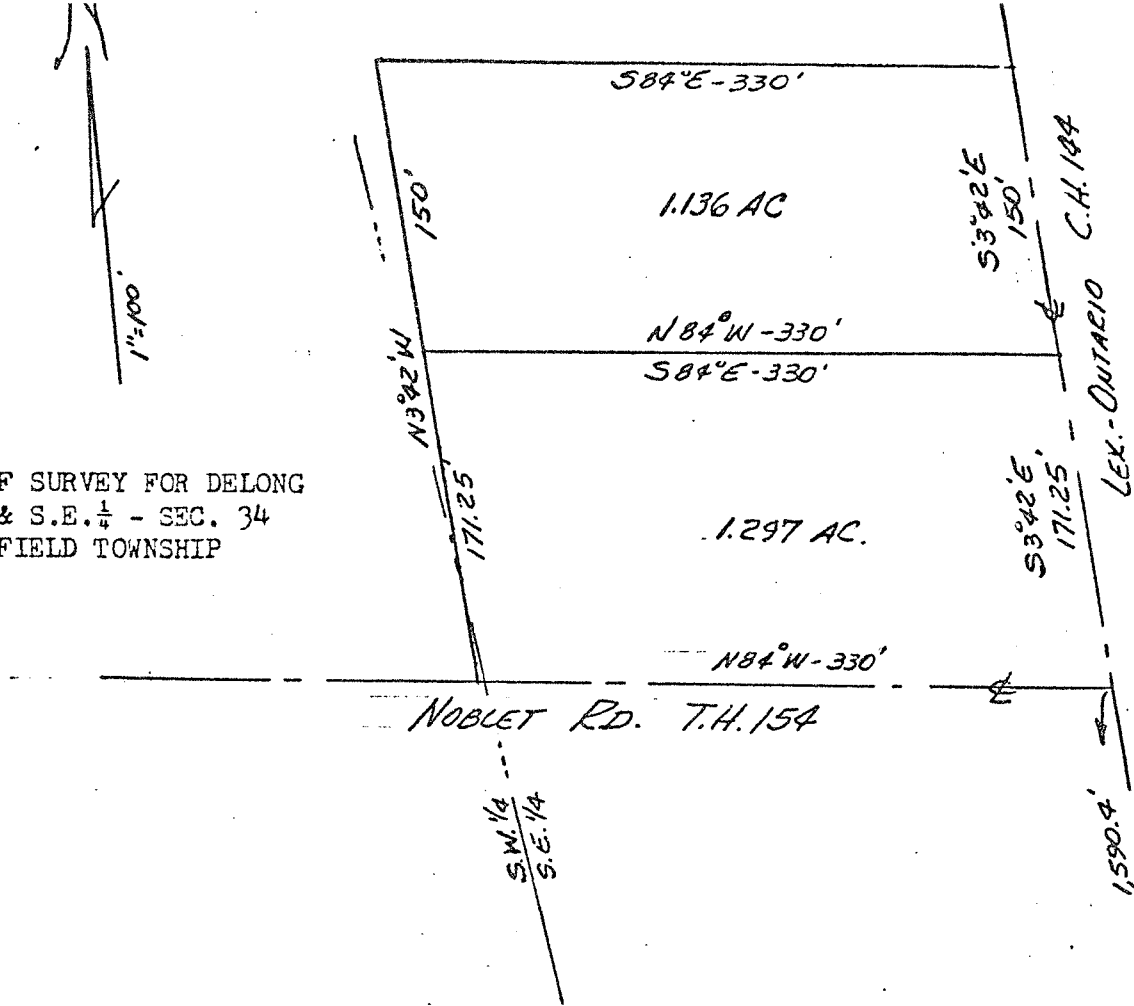 S84°E-330'
150'
1.136 AC
S3°42'E
150'
LEX.-ONTARIO C.H. 144
1"=100'
N84°W-330'
S84°E-330'
N3°42'W
171.25'
F SURVEY FOR DELONG
& S.E.¼ - SEC. 34
FIELD TOWNSHIP
1.297 AC.
S3°42'E
171.25'
N84°W-330'
NOBLET RD. T.H. 154
S.W. 1/4
S.E. 1/4
1,590.4'